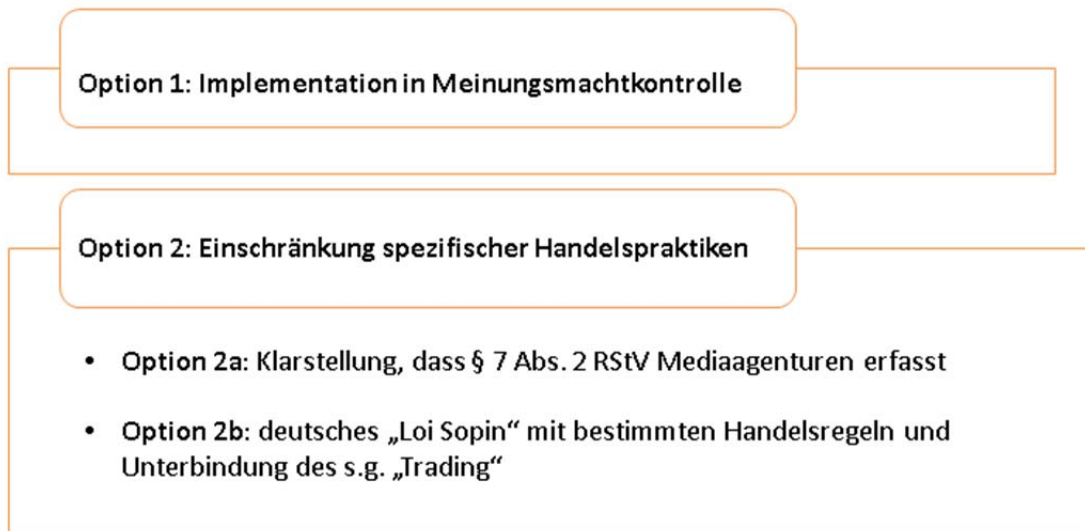 Option 1: Implementation in Meinungsmachtkontrolle
Option 2: Einschränkung spezifischer Handelspraktiken
• Option 2a: Klarstellung, dass § 7 Abs. 2 RStV Mediaagenturen erfasst
• Option 2b: deutsches „Loi Sopin“ mit bestimmten Handelsregeln und
Unterbindung des s.g. „Trading“